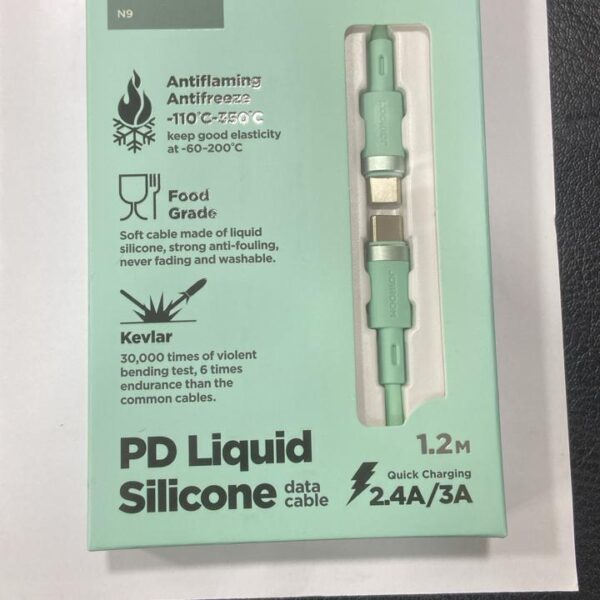 N9
Antiflaming
Antifreeze
-110°C-350°C
keep good elasticity
at -60-200°C
Food
Grade
Soft cable made of liquid
silicone, strong anti-fouling,
never fading and washable.
Kevlar
30,000 times of violent
bending test, 6 times
endurance than the
common cables.
JOYROOM
JOYROOM
PD Liquid
Silicone data
cable
1.2M
Quick Charging
2.4A/3A